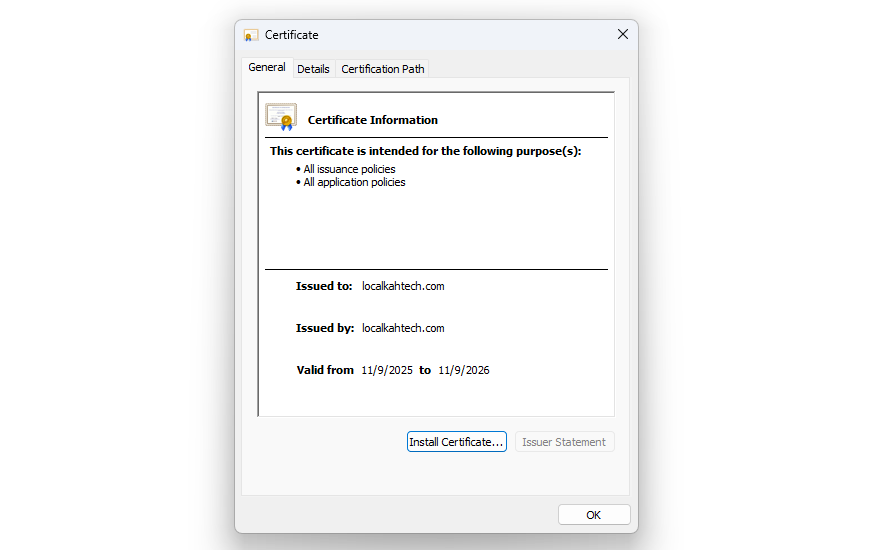 Certificate
General Details Certification Path
Certificate Information
This certificate is intended for the following purpose(s):
• All issuance policies
• All application policies
Issued to: localkahtech.com
Issued by: localkahtech.com
Valid from 11/9/2025 to 11/9/2026
Install Certificate... Issuer Statement
OK